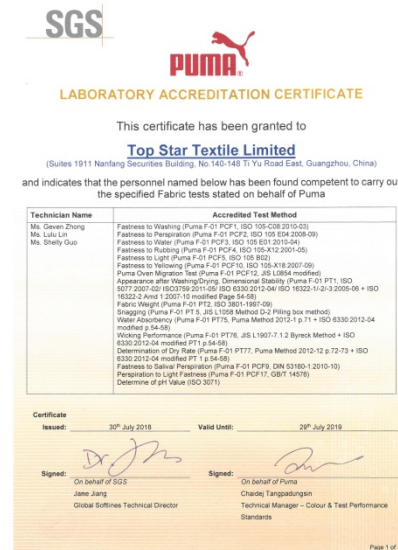 SGS
PUMA
LABORATORY ACCREDITATION CERTIFICATE
This certificate has been granted to
Top Star Textile Limited
(Suites 1911 Nanfang Securities Building, No.140-148 Ti Yu Road East, Guangzhou, China)
and indicates that the personnel named below has been found competent to carry ou
the specified Fabric tests stated on behalf of Puma
Technician Name Accredited Test Method
Ms. Geven Zhong Fastness to Washing (Puma F-01 PCF1, ISO 105-C08:2010-03)
Ms. Lulu Lin Fastness to Perspiration (Puma F-01 PCF2, ISO 105 E04:2008-09)
Ms. Shelly Guo Fastness to Water (Puma F-01 PCF3, ISO 105 E01:2010-04)
Fastness to Rubbing (Puma F-01 PCF4, ISO 105-X12:2001-05)
Fastness to Light (Puma F-01 PCF5, ISO 105 B02)
Fastness to Yellowing (Puma F-01 PCF10, ISO 105-X18:2007-09)
Puma Oven Migration Test (Puma F-01 PCF12, JIS L0854 modified)
Appearance after Washing/Drying, Dimensional Stability (Puma F-01 PT1, ISO
5077:2007-02/ ISO3759:2011-05/ ISO 6330:2012-04/ ISO 16322-1/-2/-3:2005-06 + ISO
16322-2 Amd 1:2007-10 modified Page 54-58)
Fabric Weight (Puma F-01 PT2, ISO 3801-1997-09)
Snagging (Puma F-01 PT 5, JIS L1058 Method D-2 Pilling box method)
Water Absorbency (Puma F-01 PT75, Puma Method 2012-1 p.71 + ISO 6330:2012-04
modified p.54-58)
Wicking Performance (Puma F-01 PT76, JIS L1907-7.1.2 Byreck Method + ISO
6330:2012-04 modified PT1 p.54-58)
Determination of Dry Rate (Puma F-01 PT77, Puma Method 2012-12 p.72-73 + ISO
6330:2012-04 modified PT 1 p.54-58)
Fastness to Salival Perspiration (Puma F-01 PCF9, DIN 53160-1:2010-10)
Perspiration to Light Fastness (Puma F-01 PCF17, GB/T 14576)
Determine of pH Value (ISO 3071)
Certificate
Issued: 30th July 2018 Valid Until: 29th July 2019
Signed: Signed:
On behalf of SGS On behalf of Puma
Jane Jiang Chaidej Tangpadungsin
Global Softlines Technical Director Technical Manager – Colour & Test Performance
Standards
Page 1 of